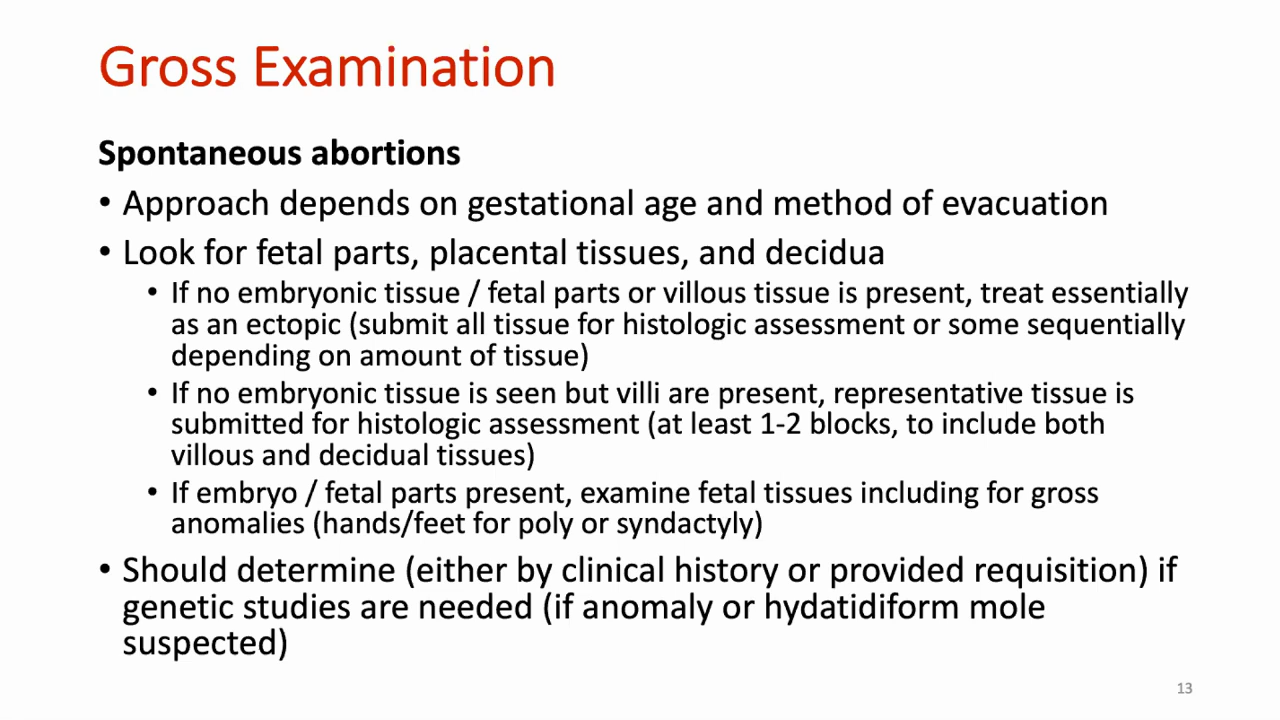 Gross Examination
Spontaneous abortions
• Approach depends on gestational age and method of evacuation
• Look for fetal parts, placental tissues, and decidua
• If no embryonic tissue / fetal parts or villous tissue is present, treat essentially
as an ectopic (submit all tissue for histologic assessment or some sequentially
depending on amount of tissue)
• If no embryonic tissue is seen but villi are present, representative tissue is
submitted for histologic assessment (at least 1-2 blocks, to include both
villous and decidual tissues)
• If embryo / fetal parts present, examine fetal tissues including for gross
anomalies (hands/feet for poly or syndactyly)
• Should determine (either by clinical history or provided requisition) if
genetic studies are needed (if anomaly or hydatidiform mole
suspected)
13